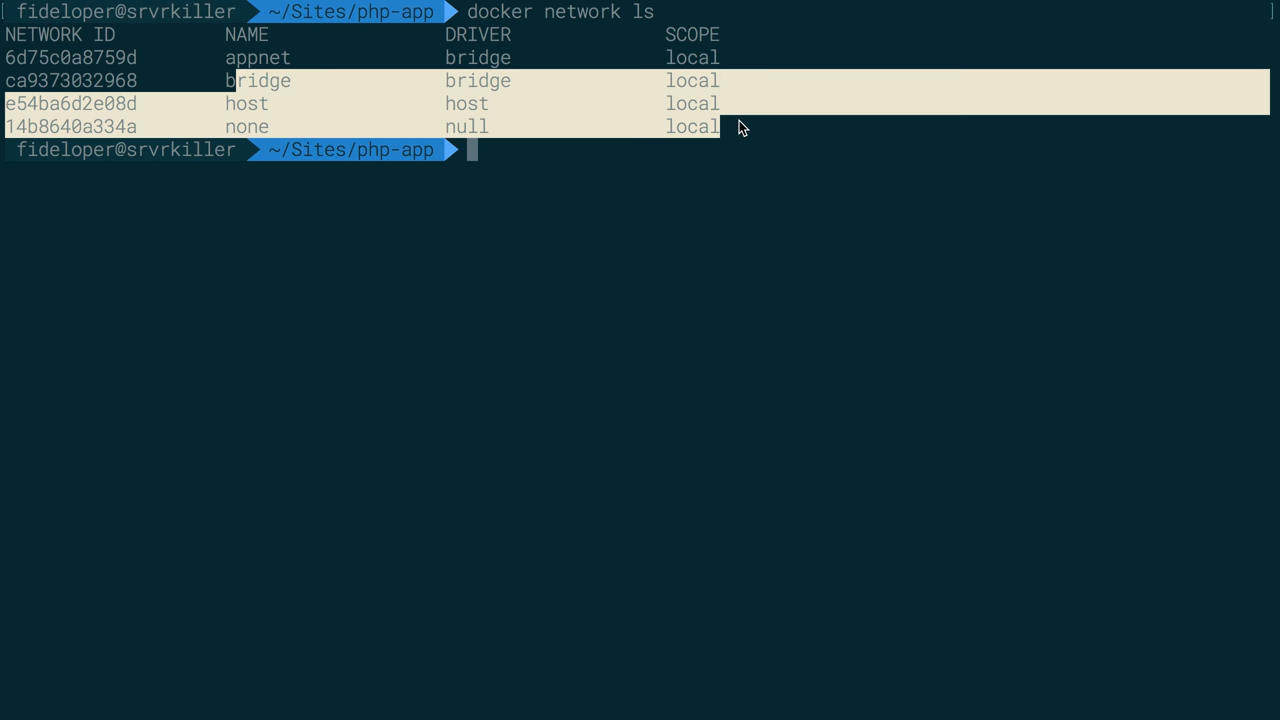 [ fideloper@srvrkiller ~/Sites/php-app docker network ls ]
NETWORK ID NAME DRIVER SCOPE
6d75c0a8759d appnet bridge local
ca9373032968 bridge bridge local
e54ba6d2e08d host host local
14b8640a334a none null local
fideloper@srvrkiller ~/Sites/php-app